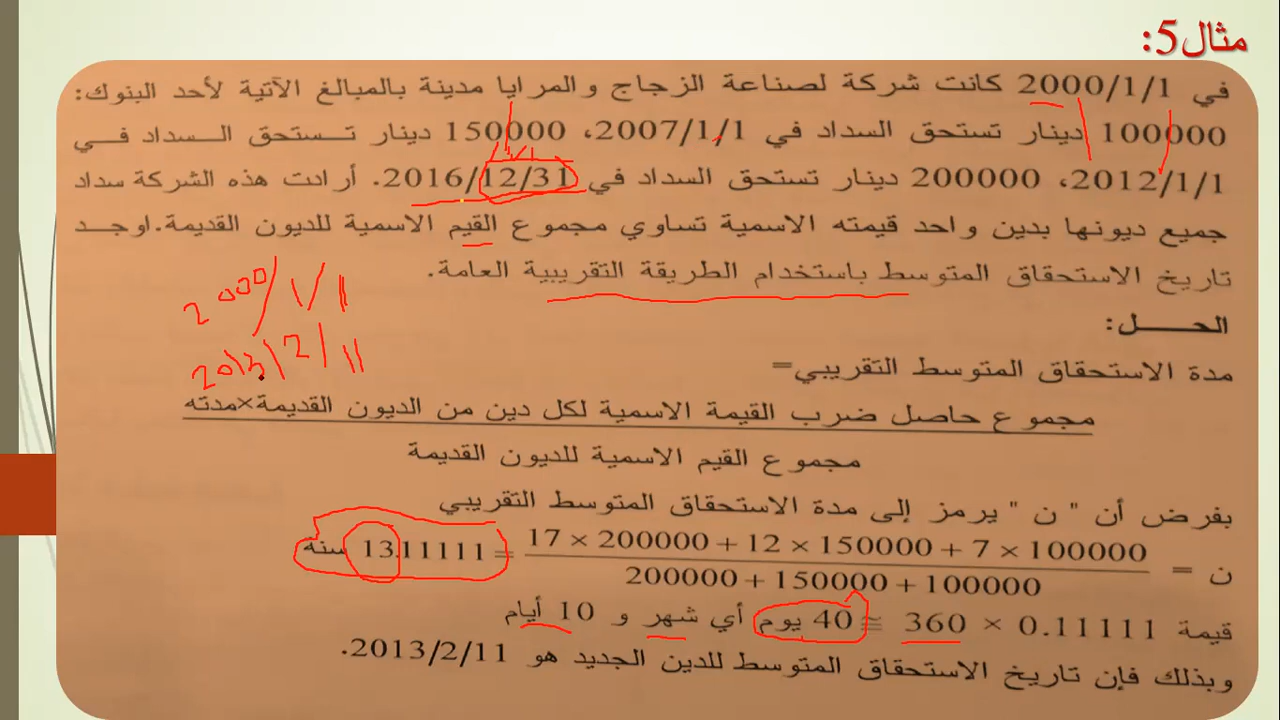 مثال5:
في 2000/1/1 كانت شركة لصناعة الزجاج والمرايا مدينة بالمبالغ الآتية لأحد البنوك:
100000 دينار تستحق السداد في 2007/1/1، 150000 دينار تستحق السداد في
2012/1/1، 200000 دينار تستحق السداد في 2016/12/31. أرادت هذه الشركة سداد
جميع ديونها بدين واحد قيمته الاسمية تساوي مجموع القيم الاسمية للديون القديمة.اوجد
تاريخ الاستحقاق المتوسط باستخدام الطريقة التقريبية العامة.
2000/1/1
2013/2/11
الحل:
مدة الاستحقاق المتوسط التقريبي=
مجموع حاصل ضرب القيمة الاسمية لكل دين من الديون القديمة×مدته
مجموع القيم الاسمية للديون القديمة
بفرض أن " ن " يرمز إلى مدة الاستحقاق المتوسط التقريبي
ن = 17 × 200000 + 12 × 150000 + 7 × 100000 = 13.11111 سنه
200000 + 150000 + 100000
قيمة 0.11111 × 360 ≅ 40 يوم أي شهر و 10 أيام
وبذلك فإن تاريخ الاستحقاق المتوسط للدين الجديد هو 2013/2/11.